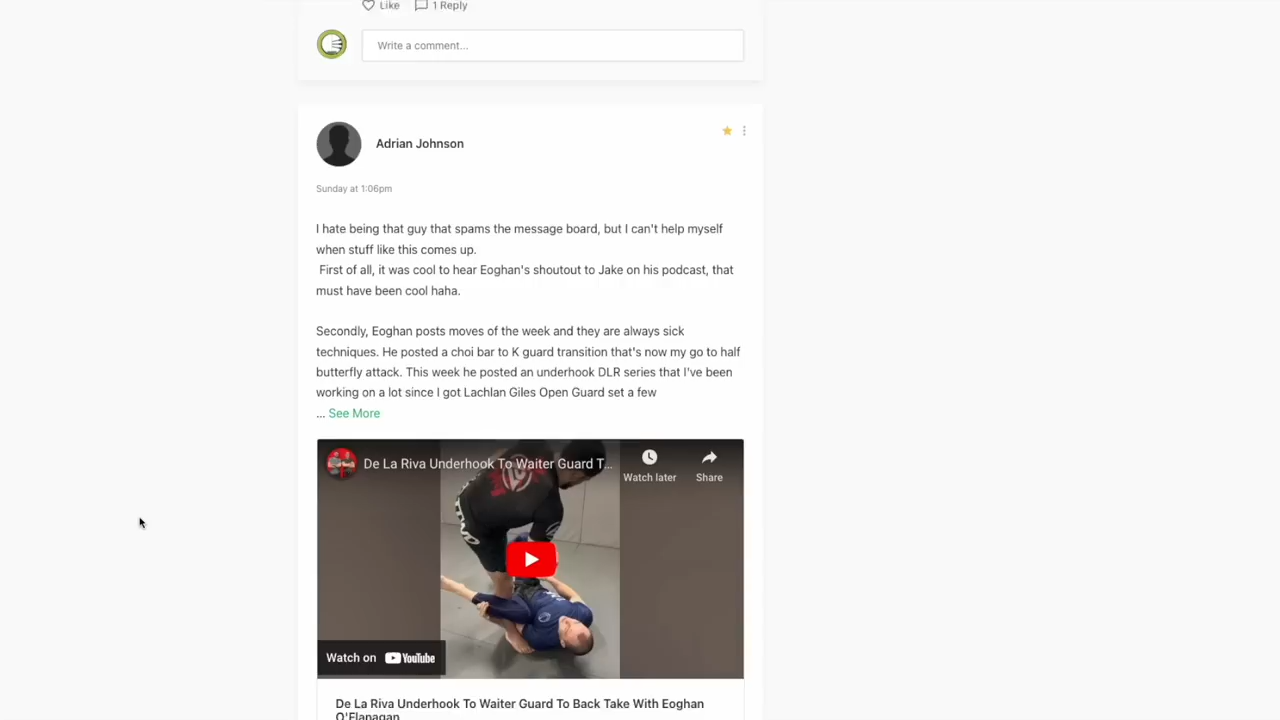 Like 1 Reply
Write a comment...
Adrian Johnson
Sunday at 1:06pm
I hate being that guy that spams the message board, but I can't help myself
when stuff like this comes up.
First of all, it was cool to hear Eoghan's shoutout to Jake on his podcast, that
must have been cool haha.
Secondly, Eoghan posts moves of the week and they are always sick
techniques. He posted a choi bar to K guard transition that's now my go to half
butterfly attack. This week he posted an underhook DLR series that I've been
working on a lot since I got Lachlan Giles Open Guard set a few
... See More
De La Riva Underhook To Waiter Guard T...
Watch later
Share
Watch on YouTube
De La Riva Underhook To Waiter Guard To Back Take With Eoghan
O'Flanagan